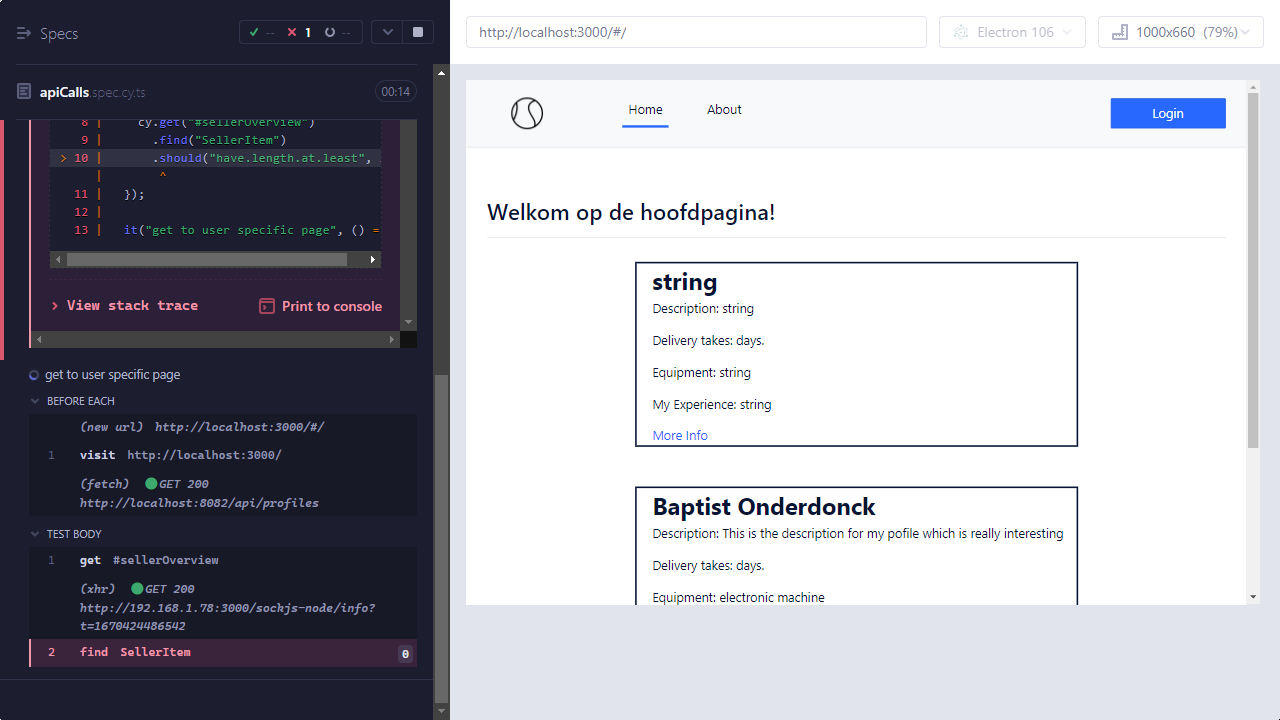 Specs
-- 1 --
apiCalls.spec.cy.ts 00:14
8 | cy.get("#sellerOverview")
9 | .find("SellerItem")
> 10 | .should("have.length.at.least",
| ^
11 | });
12 |
13 | it("get to user specific page", () =
> View stack trace
Print to console
get to user specific page
BEFORE EACH
(new url) http://localhost:3000/#/
1 visit http://localhost:3000/
(fetch) GET 200
http://localhost:8082/api/profiles
TEST BODY
1 get #sellerOverview
(xhr) GET 200
http://192.168.1.78:3000/sockjs-node/info?
t=1670424486542
2 find SellerItem 0
http://localhost:3000/#/
Electron 106
1000x660 (79%)
Home
About
Login
Welkom op de hoofdpagina!
string
Description: string
Delivery takes: days.
Equipment: string
My Experience: string
More Info
Baptist Onderdonck
Description: This is the description for my pofile which is really interesting
Delivery takes: days.
Equipment: electronic machine